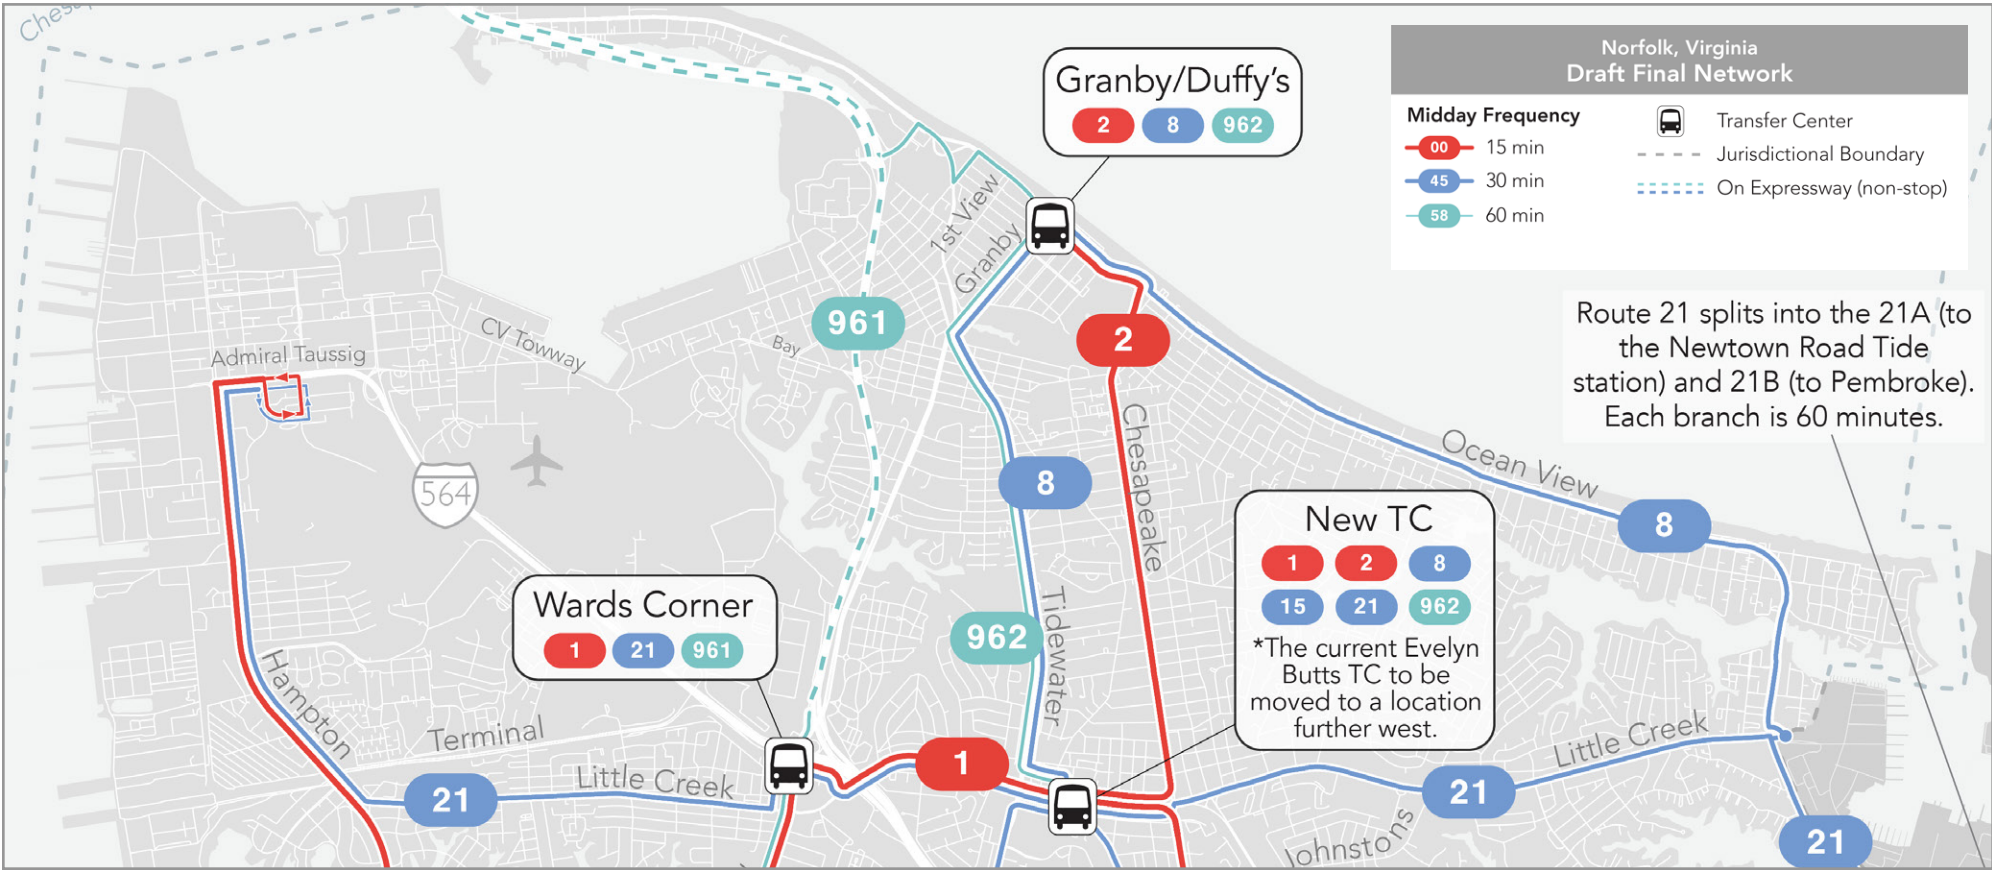 Granby/Duffy's
2 8 962
Norfolk, Virginia
Draft Final Network
Midday Frequency
00 15 min
45 30 min
58 60 min
Transfer Center
Jurisdictional Boundary
On Expressway (non-stop)
Route 21 splits into the 21A (to
the Newtown Road Tide
station) and 21B (to Pembroke).
Each branch is 60 minutes.
1st View
Granby
961
2
CV Towway
Bay
Admiral Taussig
Chesapeake
Ocean View
564
8
8
New TC
1 2 8
15 21 962
*The current Evelyn
Butts TC to be
moved to a location
further west.
Wards Corner
1 21 961
962
Tidewater
Hampton
Terminal
Little Creek
21
1
Little Creek
21
Johnstons
21